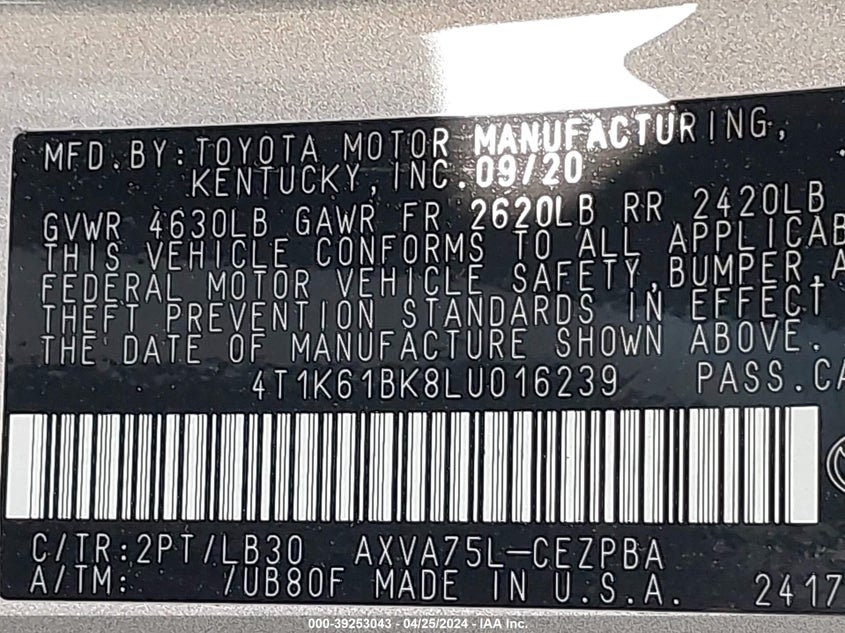 MFD.BY:TOYOTA MOTOR MANUFACTURING,
KENTUCKY,INC.09/20
GVWR 4630LB GAWR FR 2620LB RR 2420LB
THIS VEHICLE CONFORMS TO ALL APPLICAB
FEDERAL MOTOR VEHICLE SAFETY,BUMPER,A
THEFT PREVENTION STANDARDS IN EFFECT
THE DATE OF MANUFACTURE SHOWN ABOVE.
4T1K61BK8LU016239 PASS.CA
C/TR:2PT/LB30 AXVA75L-CEZPBA
A/TM: 7UB80F MADE IN U.S.A. 2417
000-39253043 - 04/25/2024 - IAA Inc.